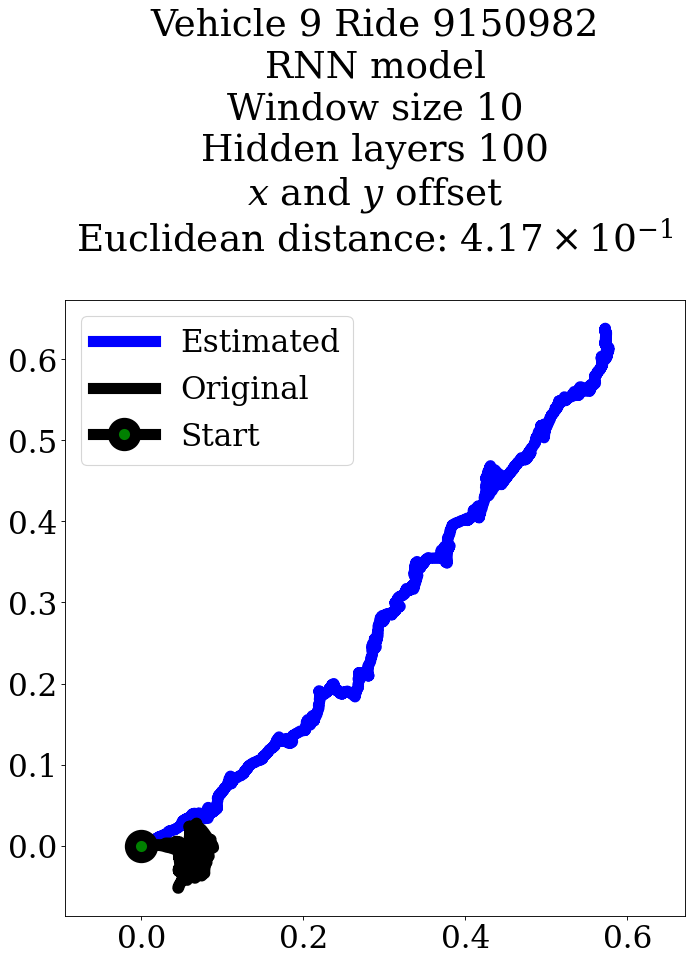 Vehicle 9 Ride 9150982
RNN model
Window size 10
Hidden layers 100
x and y offset
Euclidean distance: 4.17 × 10⁻¹
Estimated
Original
Start
0.6
0.5
0.4
0.3
0.2
0.1
0.0
0.0 0.2 0.4 0.6